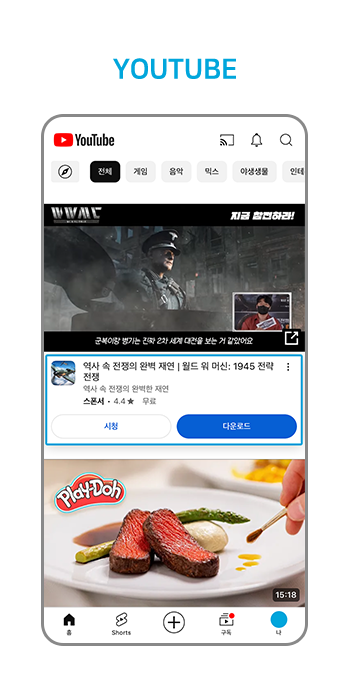 YOUTUBE
YouTube
전체 게임 음악 믹스 야생생물 인테
WWMC 지금 참전하라!
군복이랑 병기는 진짜 2차 세계 대전을 보는 거 같았어요
역사 속 전쟁의 완벽 재연 | 월드 워 머신: 1945 전략
전쟁
역사 속 전쟁의 완벽한 재연
스폰서 • 4.4★ 무료
시청 다운로드
Play-Doh
15:18
홈 Shorts 구독 나